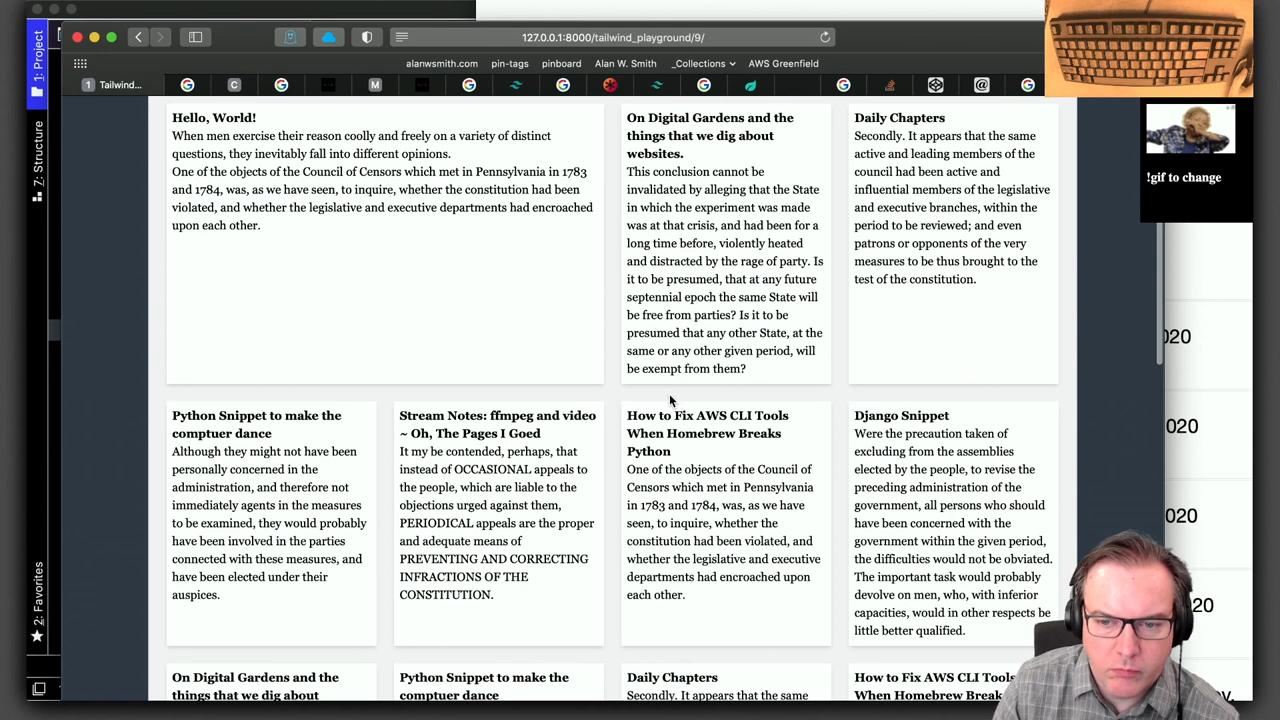 1: Project
7: Structure
2: Favorites
127.0.0.1:8000/tailwind_playground/9/
alanwsmith.com
pin-tags
pinboard
Alan W. Smith
_Collections
AWS Greenfield
1 Tailwind...
C
M
Hello, World!
When men exercise their reason coolly and freely on a variety of distinct
questions, they inevitably fall into different opinions.
One of the objects of the Council of Censors which met in Pennsylvania in 1783
and 1784, was, as we have seen, to inquire, whether the constitution had been
violated, and whether the legislative and executive departments had encroached
upon each other.
On Digital Gardens and the
things that we dig about
websites.
This conclusion cannot be
invalidated by alleging that the State
in which the experiment was made
was at that crisis, and had been for a
long time before, violently heated
and distracted by the rage of party. Is
it to be presumed, that at any future
septennial epoch the same State will
be free from parties? Is it to be
presumed that any other State, at the
same or any other given period, will
be exempt from them?
Daily Chapters
Secondly. It appears that the same
active and leading members of the
council had been active and
influential members of the legislative
and executive branches, within the
period to be reviewed; and even
patrons or opponents of the very
measures to be thus brought to the
test of the constitution.
!gif to change
Python Snippet to make the
comptuer dance
Although they might not have been
personally concerned in the
administration, and therefore not
immediately agents in the measures
to be examined, they would probably
have been involved in the parties
connected with these measures, and
have been elected under their
auspices.
Stream Notes: ffmpeg and video
~ Oh, The Pages I Goed
It my be contended, perhaps, that
instead of OCCASIONAL appeals to
the people, which are liable to the
objections urged against them,
PERIODICAL appeals are the proper
and adequate means of
PREVENTING AND CORRECTING
INFRACTIONS OF THE
CONSTITUTION.
How to Fix AWS CLI Tools
When Homebrew Breaks
Python
One of the objects of the Council of
Censors which met in Pennsylvania
in 1783 and 1784, was, as we have
seen, to inquire, whether the
constitution had been violated, and
whether the legislative and executive
departments had encroached upon
each other.
Django Snippet
Were the precaution taken of
excluding from the assemblies
elected by the people, to revise the
preceding administration of the
government, all persons who should
have been concerned with the
government within the given period,
the difficulties would not be obviated.
The important task would probably
devolve on men, who, with inferior
capacities, would in other respects be
little better qualified.
On Digital Gardens and the
things that we dig about
Python Snippet to make the
comptuer dance
Daily Chapters
Secondly. It appears that the same
How to Fix AWS CLI Tools
When Homebrew Break
020
020
020
20
ov.